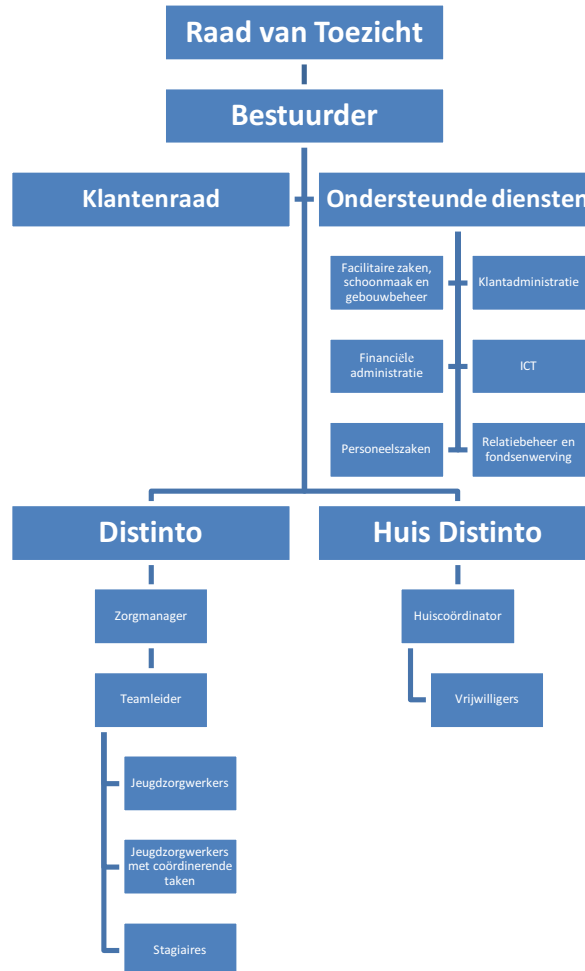 Raad van Toezicht
Bestuurder
Klantenraad
Ondersteunde diensten
Facilitaire zaken,
schoonmaak en
gebouwbeheer
Klantadministratie
Financiële
administratie
ICT
Personeelszaken
Relatiebeheer en
fondsenwerving
Distinto
Huis Distinto
Zorgmanager
Huiscoördinator
Teamleider
Vrijwilligers
Jeugdzorgwerkers
Jeugdzorgwerkers
met coördinerende
taken
Stagiaires